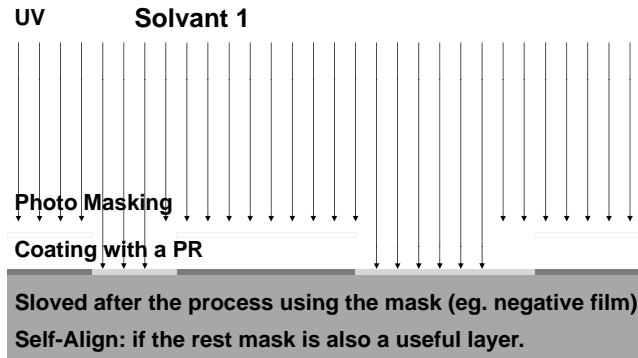 UV Solvant 1
Photo Masking
Coating with a PR
Sloved after the process using the mask (eg. negative film)
Self-Align: if the rest mask is also a useful layer.